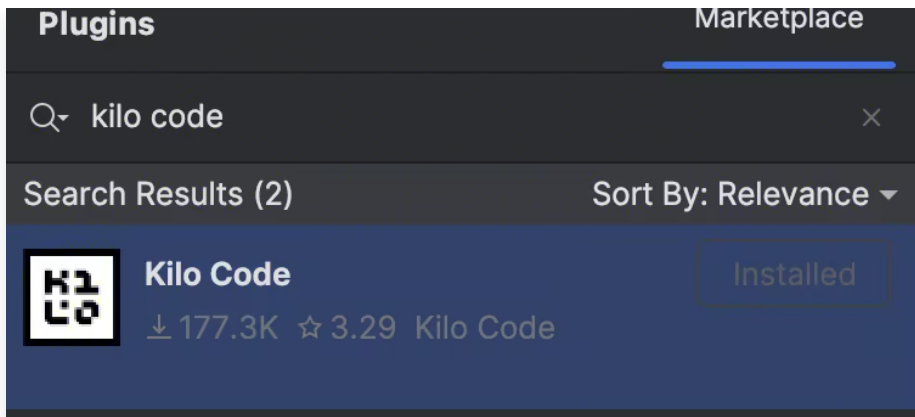 Plugins
Marketplace
kilo code
Search Results (2)
Sort By: Relevance
KILO
Kilo Code
Installed
177.3K 3.29 Kilo Code